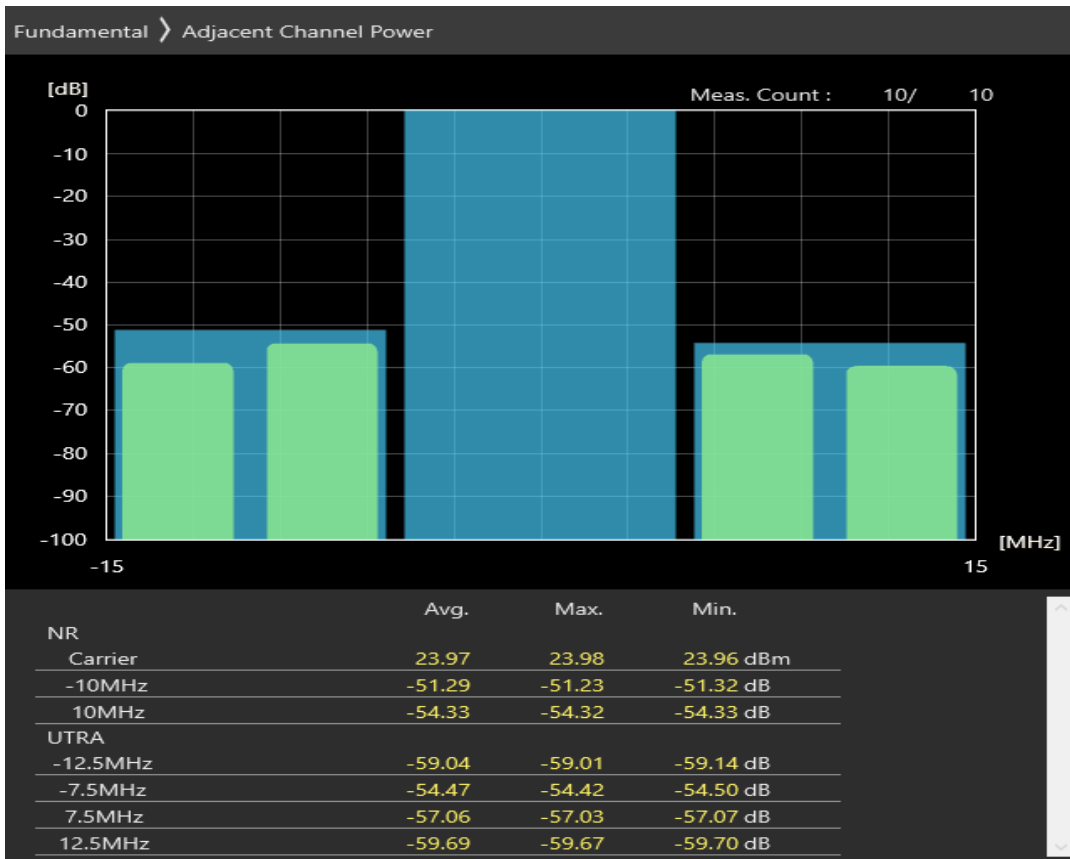 Fundamental 〉 Adjacent Channel Power
[dB]
Meas. Count : 10/ 10
0
-10
-20
-30
-40
-50
-60
-70
-80
-90
-100
[MHz]
-15 15
Avg. Max. Min.
NR
Carrier 23.97 23.98 23.96 dBm
-10MHz -51.29 -51.23 -51.32 dB
10MHz -54.33 -54.32 -54.33 dB
UTRA
-12.5MHz -59.04 -59.01 -59.14 dB
-7.5MHz -54.47 -54.42 -54.50 dB
7.5MHz -57.06 -57.03 -57.07 dB
12.5MHz -59.69 -59.67 -59.70 dB